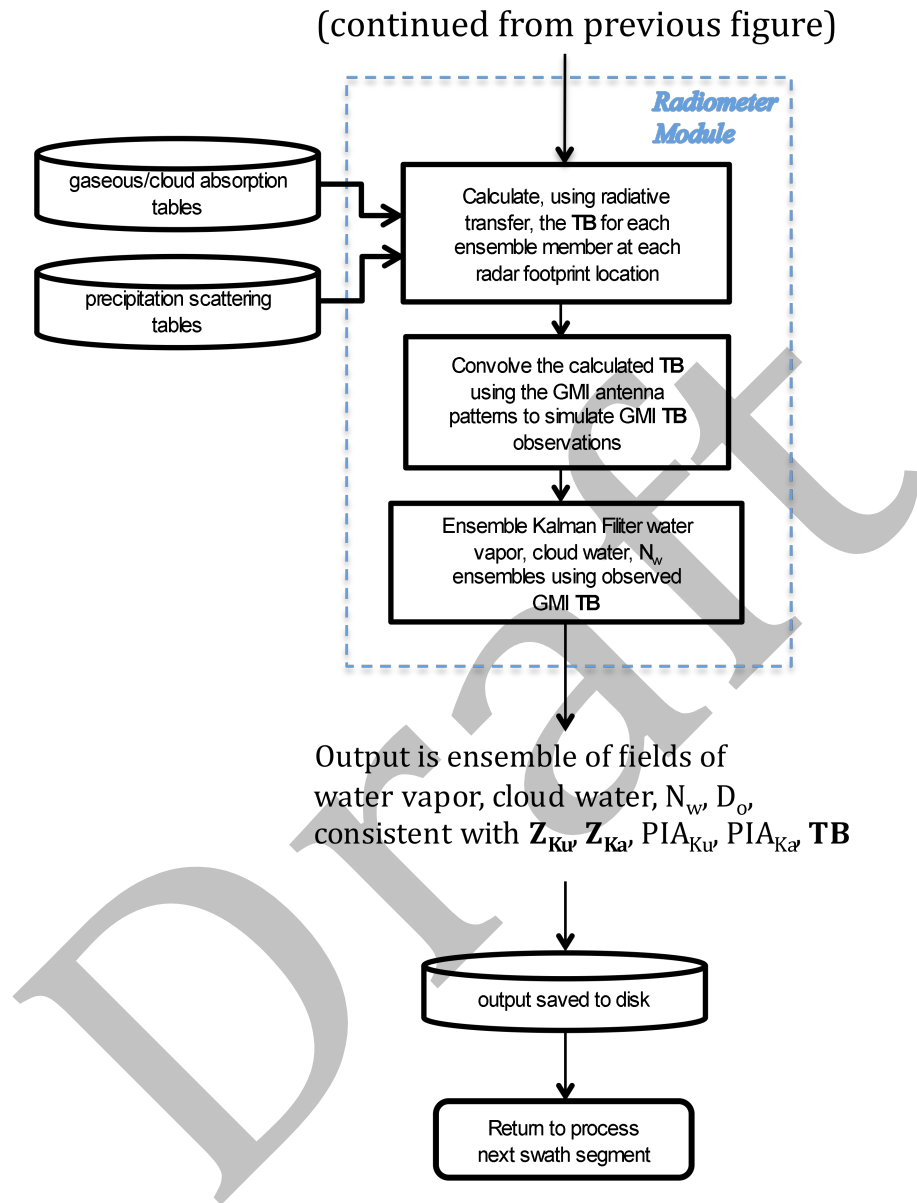 (continued from previous figure)
Radiometer
Module
gaseous/cloud absorption
tables
precipitation scattering
tables
Calculate, using radiative
transfer, the TB for each
ensemble member at each
radar footprint location
Convolve the calculated TB
using the GMI antenna
patterns to simulate GMI TB
observations
Ensemble Kalman Filiter water
vapor, cloud water, Nw
ensembles using observed
GMI TB
Output is ensemble of fields of
water vapor, cloud water, Nw, Do,
consistent with ZKu, ZKa, PIAKu, PIAKa, TB
output saved to disk
Return to process
next swath segment
Draft